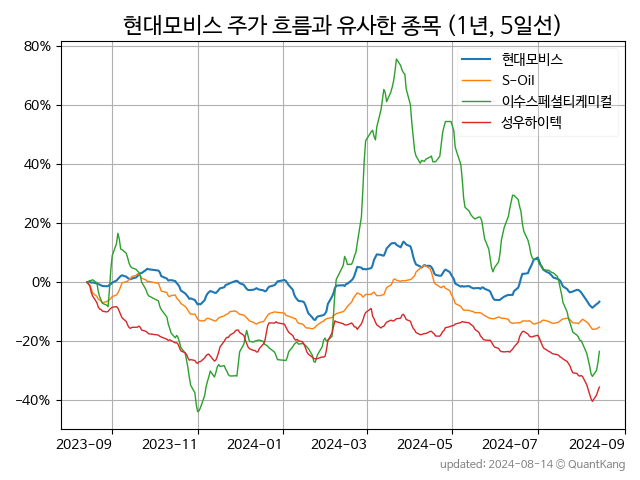 현대모비스 주가 흐름과 유사한 종목 (1년, 5일선)
현대모비스
S-Oil
이수스페셜티케미컬
성우하이텍
80%
60%
40%
20%
0%
−20%
−40%
2023-09 2023-11 2024-01 2024-03 2024-05 2024-07 2024-09
updated: 2024-08-14 © QuantKang